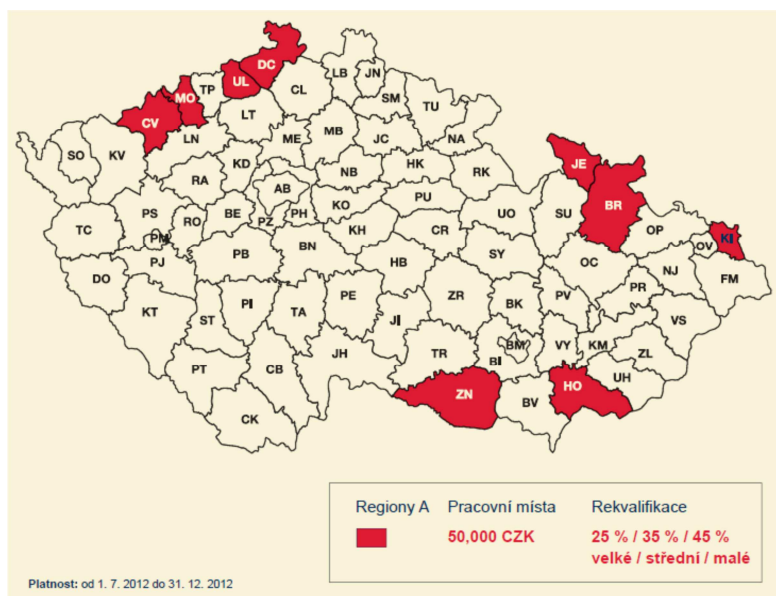 DC
LB
JN
UL
TP
CL
MO
SM
TU
CV
LT
LN
ME
MB
JC
NA
SO
KV
KD
HK
JE
RA
NB
RK
AB
PU
BR
PS
RO
BE
PZ
PH
KO
UO
SU
TC
PM
KH
CR
OP
KI
PJ
PB
BN
SY
OV
DO
HB
OC
NJ
FM
KT
ST
PI
TA
PE
JI
ZR
BK
PV
PR
VS
PT
CB
JH
TR
BI
BM
VY
KM
ZL
CK
ZN
BV
HO
UH
Regiony A Pracovní místa Rekvalifikace
50,000 CZK 25 % / 35 % / 45 %
velké / střední / malé
Platnost: od 1. 7. 2012 do 31. 12. 2012